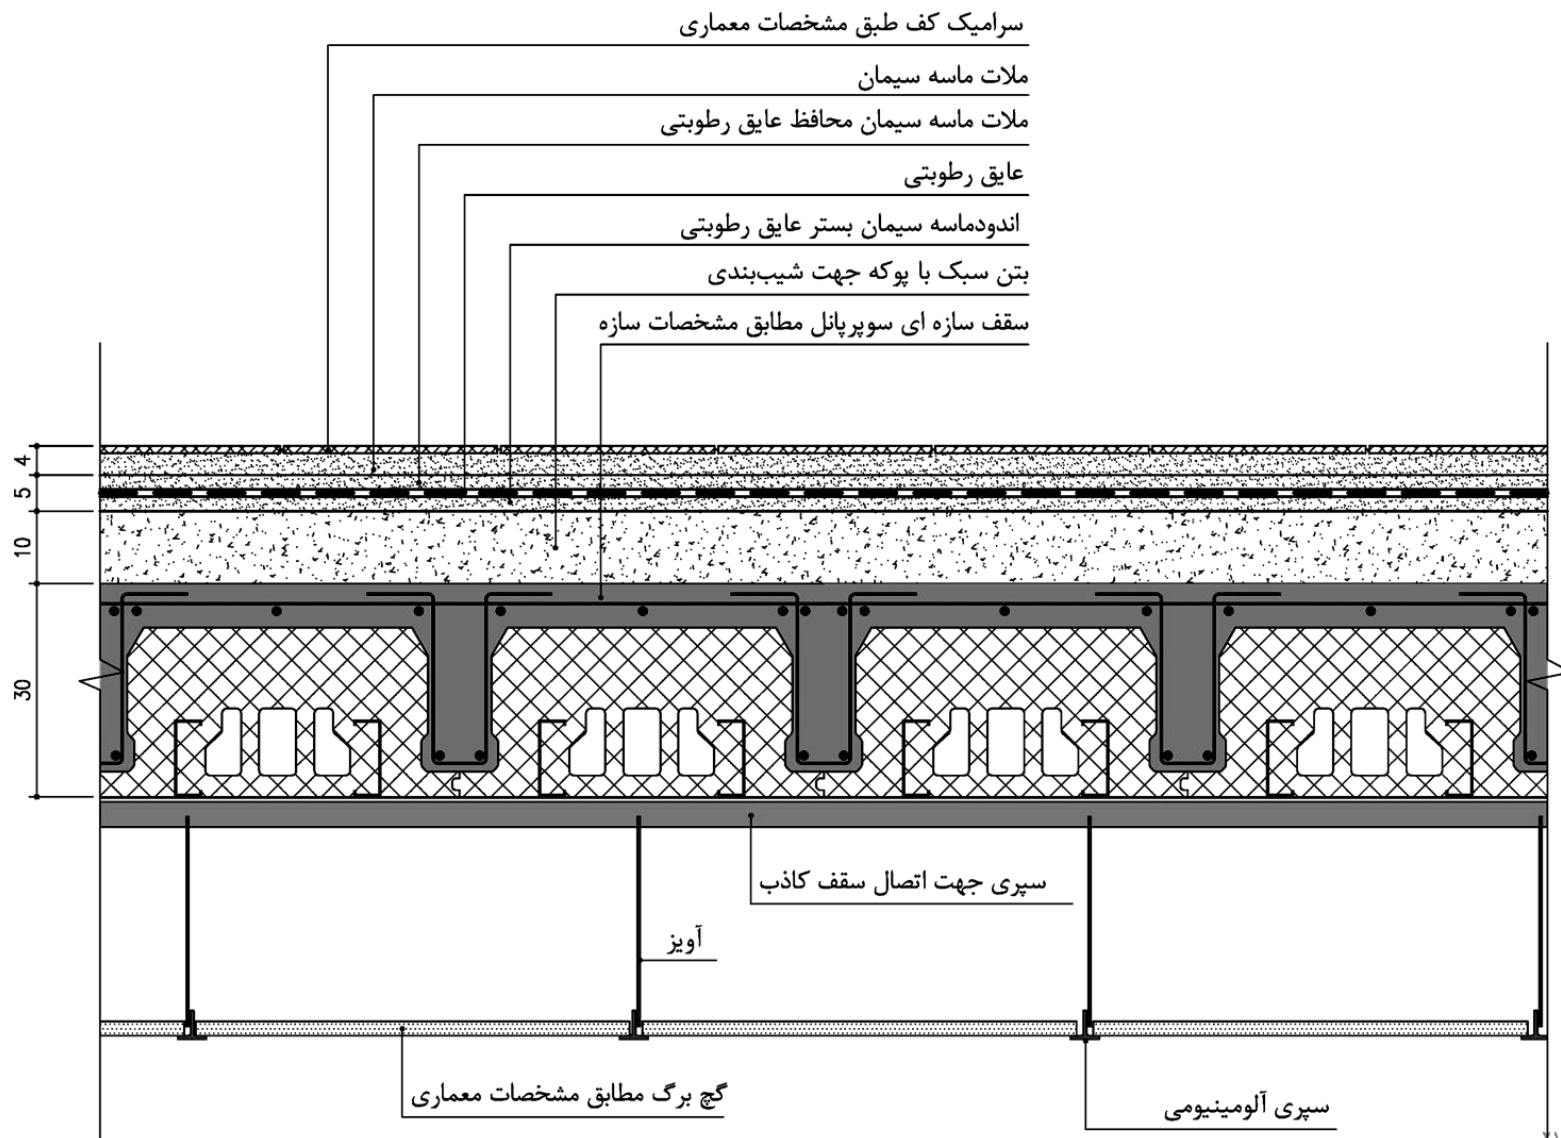 سرامیک کف طبق مشخصات معماری
ملات ماسه سیمان
ملات ماسه سیمان محافظ عایق رطوبتی
عایق رطوبتی
اندودماسه سیمان بستر عایق رطوبتی
بتن سبک با پوکه جهت شیب‌بندی
سقف سازه ای سوپرپانل مطابق مشخصات سازه
4
5
10
30
سپری جهت اتصال سقف کاذب
آویز
گچ برگ مطابق مشخصات معماری
سپری آلومینیومی